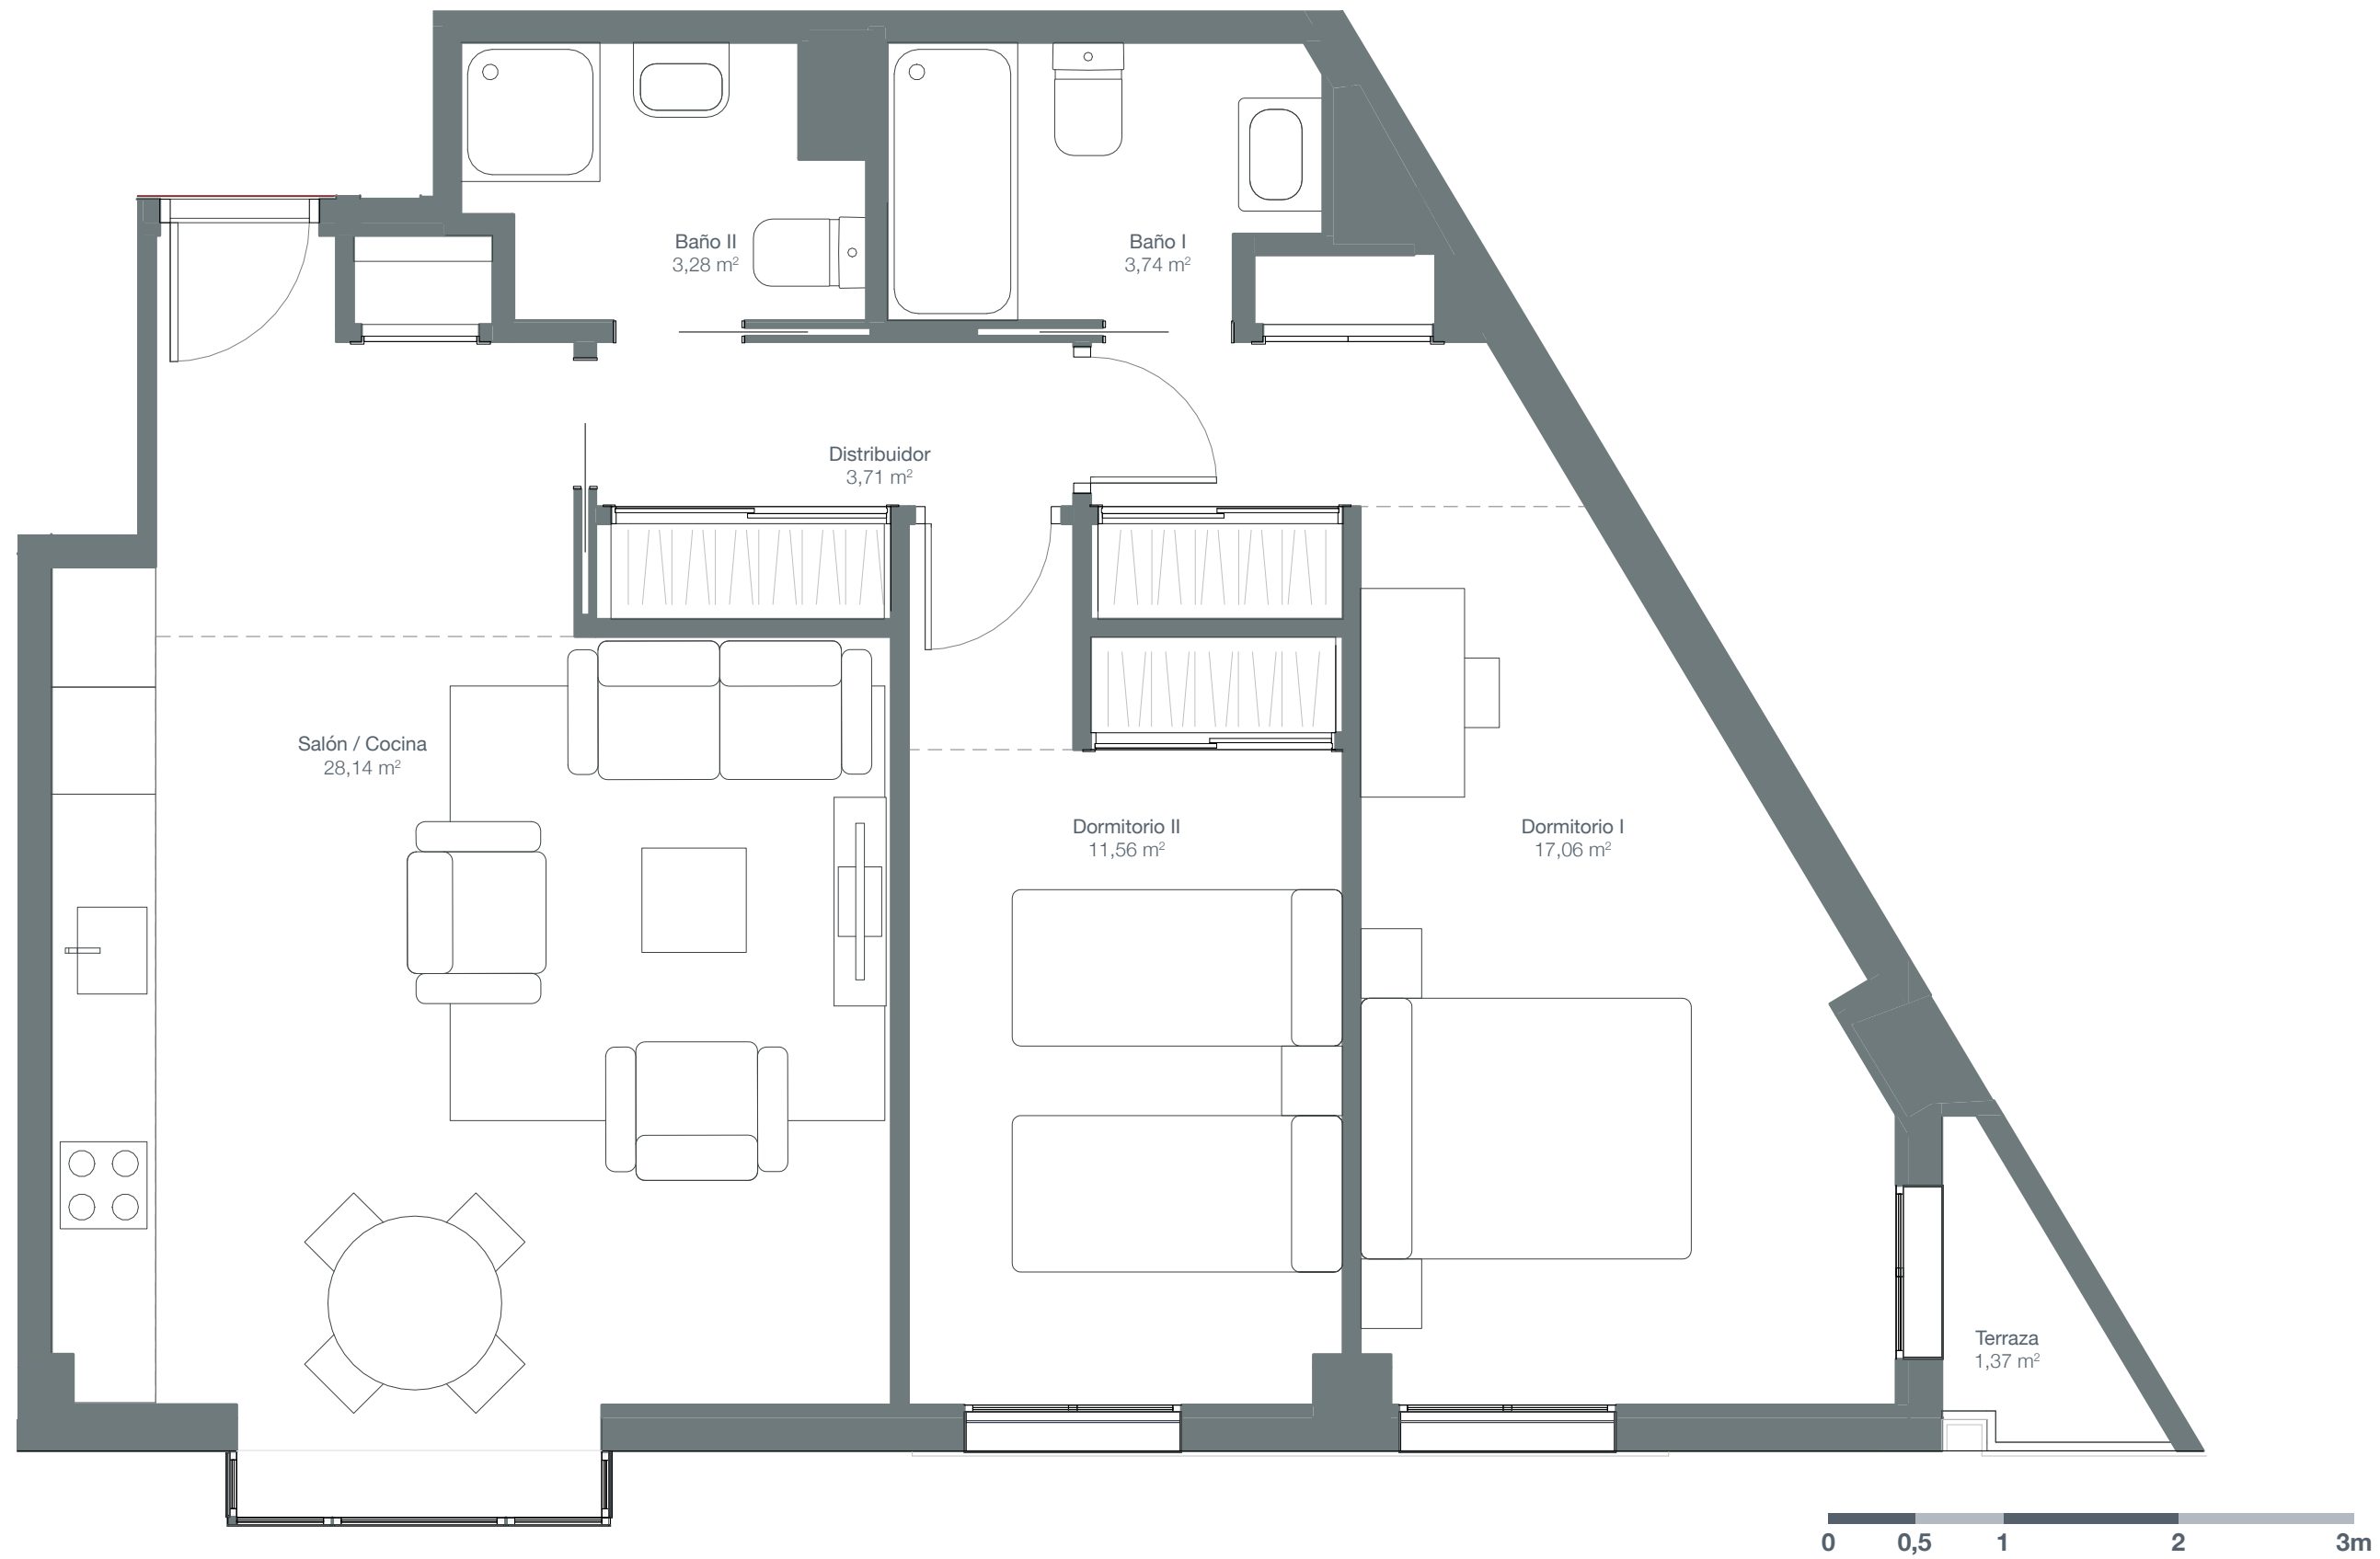 Baño II
3,28 m²
Baño I
3,74 m²
Distribuidor
3,71 m²
Salón / Cocina
28,14 m²
Dormitorio II
11,56 m²
Dormitorio I
17,06 m²
Terraza
1,37 m²
0 0,5 1 2 3m